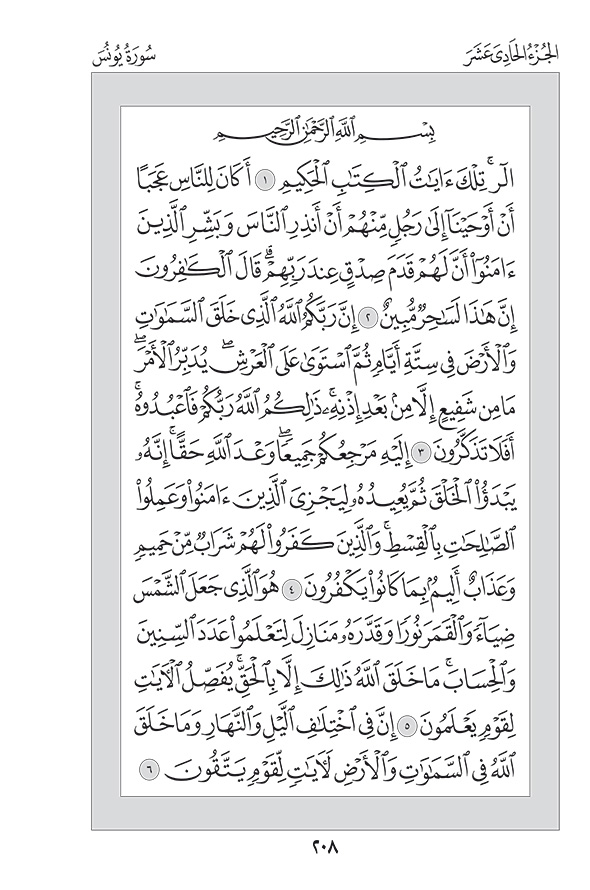 الجُزْءُ الحَادِيَ عَشَرَ
سُورَةُ يُونُسَ
بِسْمِ ٱللَّهِ ٱلرَّحْمَٰنِ ٱلرَّحِيمِ
الٓرۚ تِلْكَ ءَايَٰتُ ٱلْكِتَٰبِ ٱلْحَكِيمِ ١ أَكَانَ لِلنَّاسِ عَجَبًا
أَنْ أَوْحَيْنَآ إِلَىٰ رَجُلٍ مِّنْهُمْ أَنْ أَنذِرِ ٱلنَّاسَ وَبَشِّرِ ٱلَّذِينَ
ءَامَنُوٓا۟ أَنَّ لَهُمْ قَدَمَ صِدْقٍ عِندَ رَبِّهِمْۗ قَالَ ٱلْكَٰفِرُونَ
إِنَّ هَٰذَا لَسَٰحِرٌ مُّبِينٌ ٢ إِنَّ رَبَّكُمُ ٱللَّهُ ٱلَّذِى خَلَقَ ٱلسَّمَٰوَٰتِ
وَٱلْأَرْضَ فِى سِتَّةِ أَيَّامٍ ثُمَّ ٱسْتَوَىٰ عَلَى ٱلْعَرْشِۖ يُدَبِّرُ ٱلْأَمْرَۖ
مَا مِن شَفِيعٍ إِلَّا مِنۢ بَعْدِ إِذْنِهِۦۚ ذَٰلِكُمُ ٱللَّهُ رَبُّكُمْ فَٱعْبُدُوهُۚ
أَفَلَا تَذَكَّرُونَ ٣ إِلَيْهِ مَرْجِعُكُمْ جَمِيعًاۖ وَعْدَ ٱللَّهِ حَقًّاۚ إِنَّهُۥ
يَبْدَؤُا۟ ٱلْخَلْقَ ثُمَّ يُعِيدُهُۥ لِيَجْزِىَ ٱلَّذِينَ ءَامَنُوا۟ وَعَمِلُوا۟
ٱلصَّٰلِحَٰتِ بِٱلْقِسْطِۚ وَٱلَّذِينَ كَفَرُوا۟ لَهُمْ شَرَابٌ مِّنْ حَمِيمٍ
وَعَذَابٌ أَلِيمٌۢ بِمَا كَانُوا۟ يَكْفُرُونَ ٤ هُوَ ٱلَّذِى جَعَلَ ٱلشَّمْسَ
ضِيَآءً وَٱلْقَمَرَ نُورًا وَقَدَّرَهُۥ مَنَازِلَ لِتَعْلَمُوا۟ عَدَدَ ٱلسِّنِينَ
وَٱلْحِسَابَۚ مَا خَلَقَ ٱللَّهُ ذَٰلِكَ إِلَّا بِٱلْحَقِّۚ يُفَصِّلُ ٱلْءَايَٰتِ
لِقَوْمٍ يَعْلَمُونَ ٥ إِنَّ فِى ٱخْتِلَٰفِ ٱلَّيْلِ وَٱلنَّهَارِ وَمَا خَلَقَ
ٱللَّهُ فِى ٱلسَّمَٰوَٰتِ وَٱلْأَرْضِ لَءَايَٰتٍ لِّقَوْمٍ يَتَّقُونَ ٦
٢٠٨